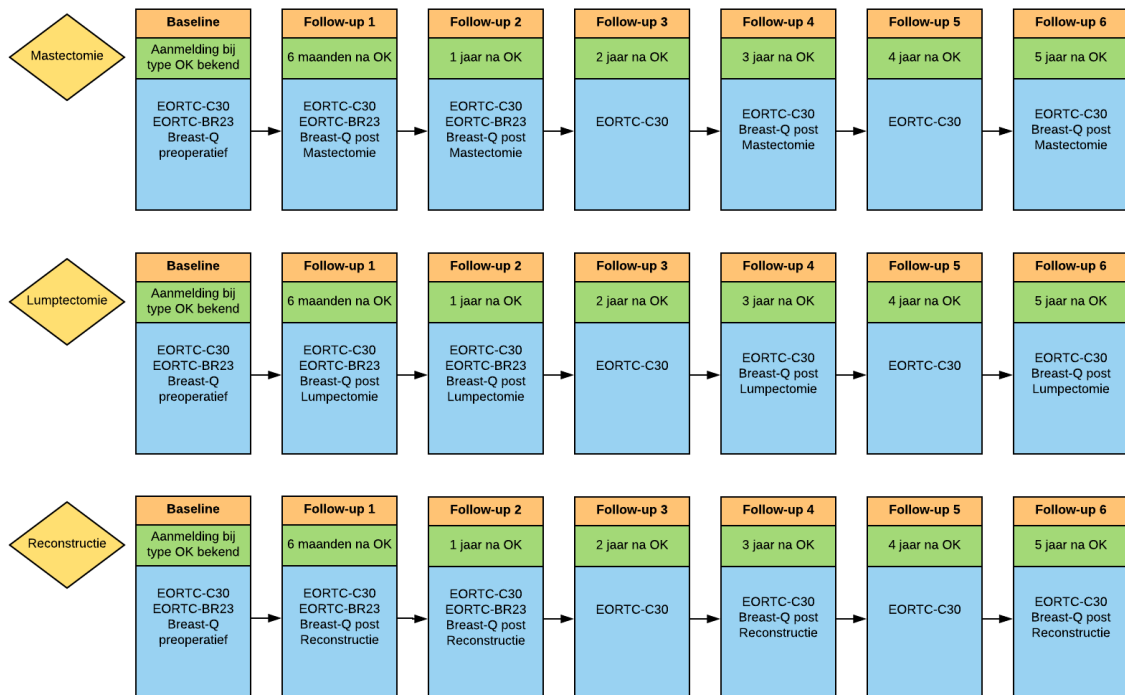 Mastectomie
Baseline
Aanmelding bij
type OK bekend
EORTC-C30
EORTC-BR23
Breast-Q
preoperatief
Follow-up 1
6 maanden na OK
EORTC-C30
EORTC-BR23
Breast-Q post
Mastectomie
Follow-up 2
1 jaar na OK
EORTC-C30
EORTC-BR23
Breast-Q post
Mastectomie
Follow-up 3
2 jaar na OK
EORTC-C30
Follow-up 4
3 jaar na OK
EORTC-C30
Breast-Q post
Mastectomie
Follow-up 5
4 jaar na OK
EORTC-C30
Follow-up 6
5 jaar na OK
EORTC-C30
Breast-Q post
Mastectomie
Lumptectomie
Baseline
Aanmelding bij
type OK bekend
EORTC-C30
EORTC-BR23
Breast-Q
preoperatief
Follow-up 1
6 maanden na OK
EORTC-C30
EORTC-BR23
Breast-Q post
Lumpectomie
Follow-up 2
1 jaar na OK
EORTC-C30
EORTC-BR23
Breast-Q post
Lumpectomie
Follow-up 3
2 jaar na OK
EORTC-C30
Follow-up 4
3 jaar na OK
EORTC-C30
Breast-Q post
Lumpectomie
Follow-up 5
4 jaar na OK
EORTC-C30
Follow-up 6
5 jaar na OK
EORTC-C30
Breast-Q post
Lumpectomie
Reconstructie
Baseline
Aanmelding bij
type OK bekend
EORTC-C30
EORTC-BR23
Breast-Q
preoperatief
Follow-up 1
6 maanden na OK
EORTC-C30
EORTC-BR23
Breast-Q post
Reconstructie
Follow-up 2
1 jaar na OK
EORTC-C30
EORTC-BR23
Breast-Q post
Reconstructie
Follow-up 3
2 jaar na OK
EORTC-C30
Follow-up 4
3 jaar na OK
EORTC-C30
Breast-Q post
Reconstructie
Follow-up 5
4 jaar na OK
EORTC-C30
Follow-up 6
5 jaar na OK
EORTC-C30
Breast-Q post
Reconstructie